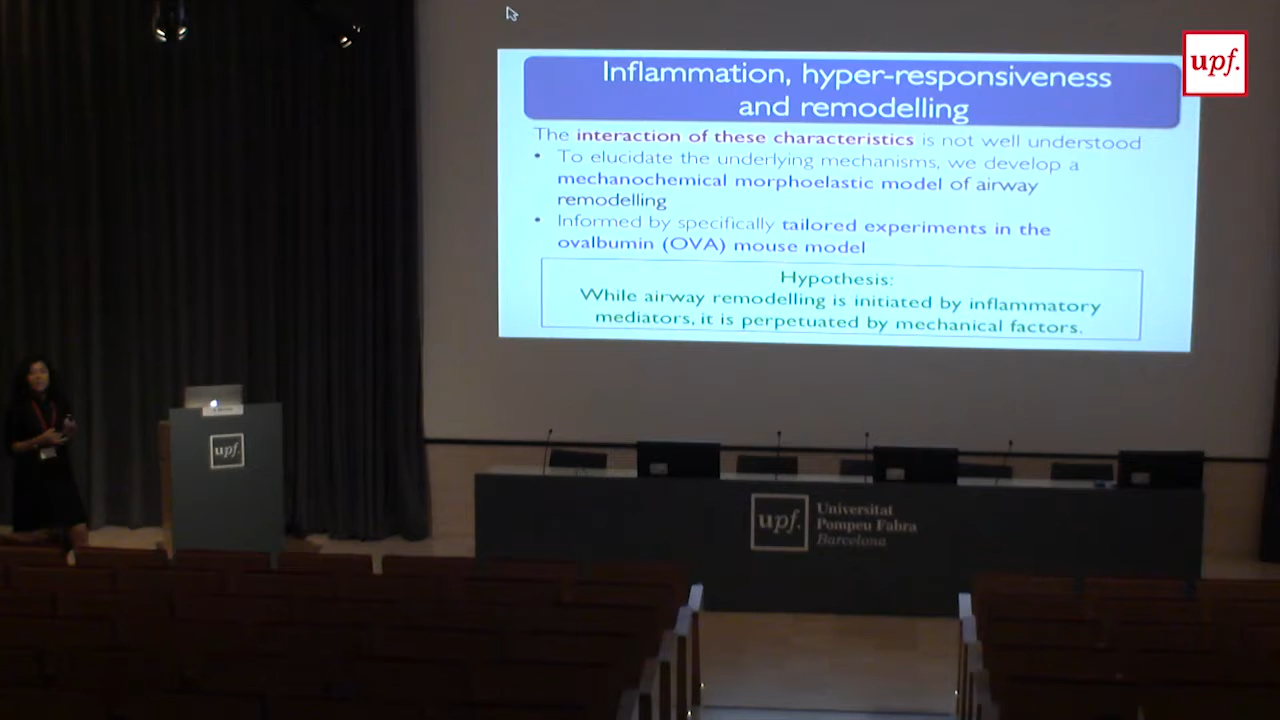 upf.
Inflammation, hyper-responsiveness
and remodelling
The interaction of these characteristics is not well understood
• To elucidate the underlying mechanisms, we develop a
mechanochemical morphoelastic model of airway
remodelling
• Informed by specifically tailored experiments in the
ovalbumin (OVA) mouse model
Hypothesis:
While airway remodelling is initiated by inflammatory
mediators, it is perpetuated by mechanical factors.
upf.
upf.
Universitat
Pompeu Fabra
Barcelona